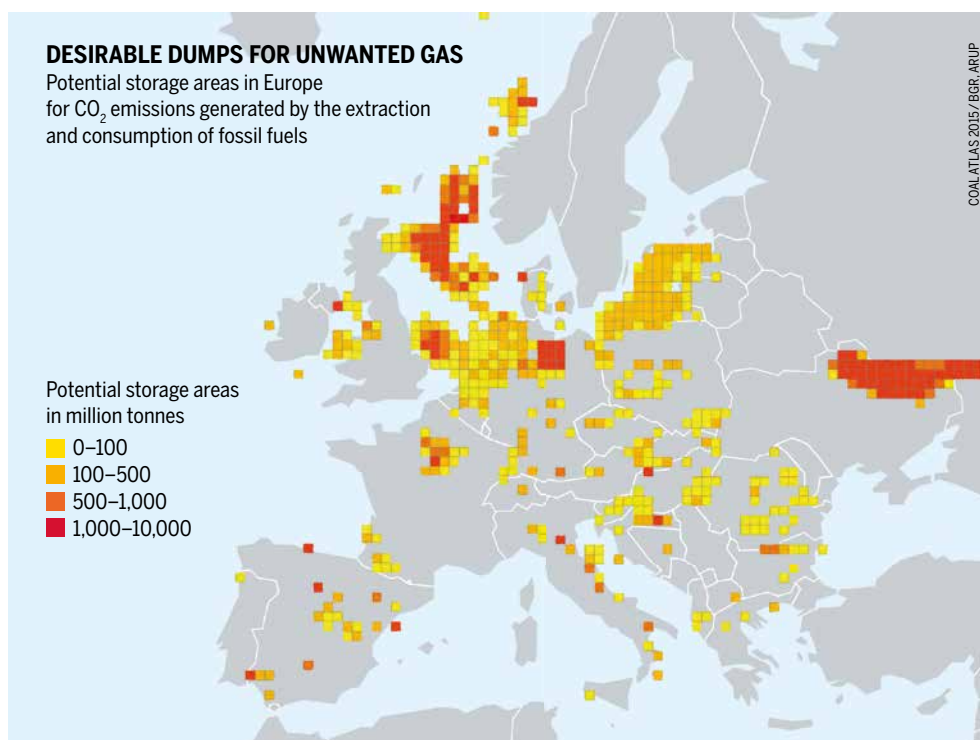 DESIRABLE DUMPS FOR UNWANTED GAS
Potential storage areas in Europe
for CO₂ emissions generated by the extraction
and consumption of fossil fuels
COAL ATLAS 2015 / BGR, ARUP
Potential storage areas
in million tonnes
0–100
100–500
500–1,000
1,000–10,000